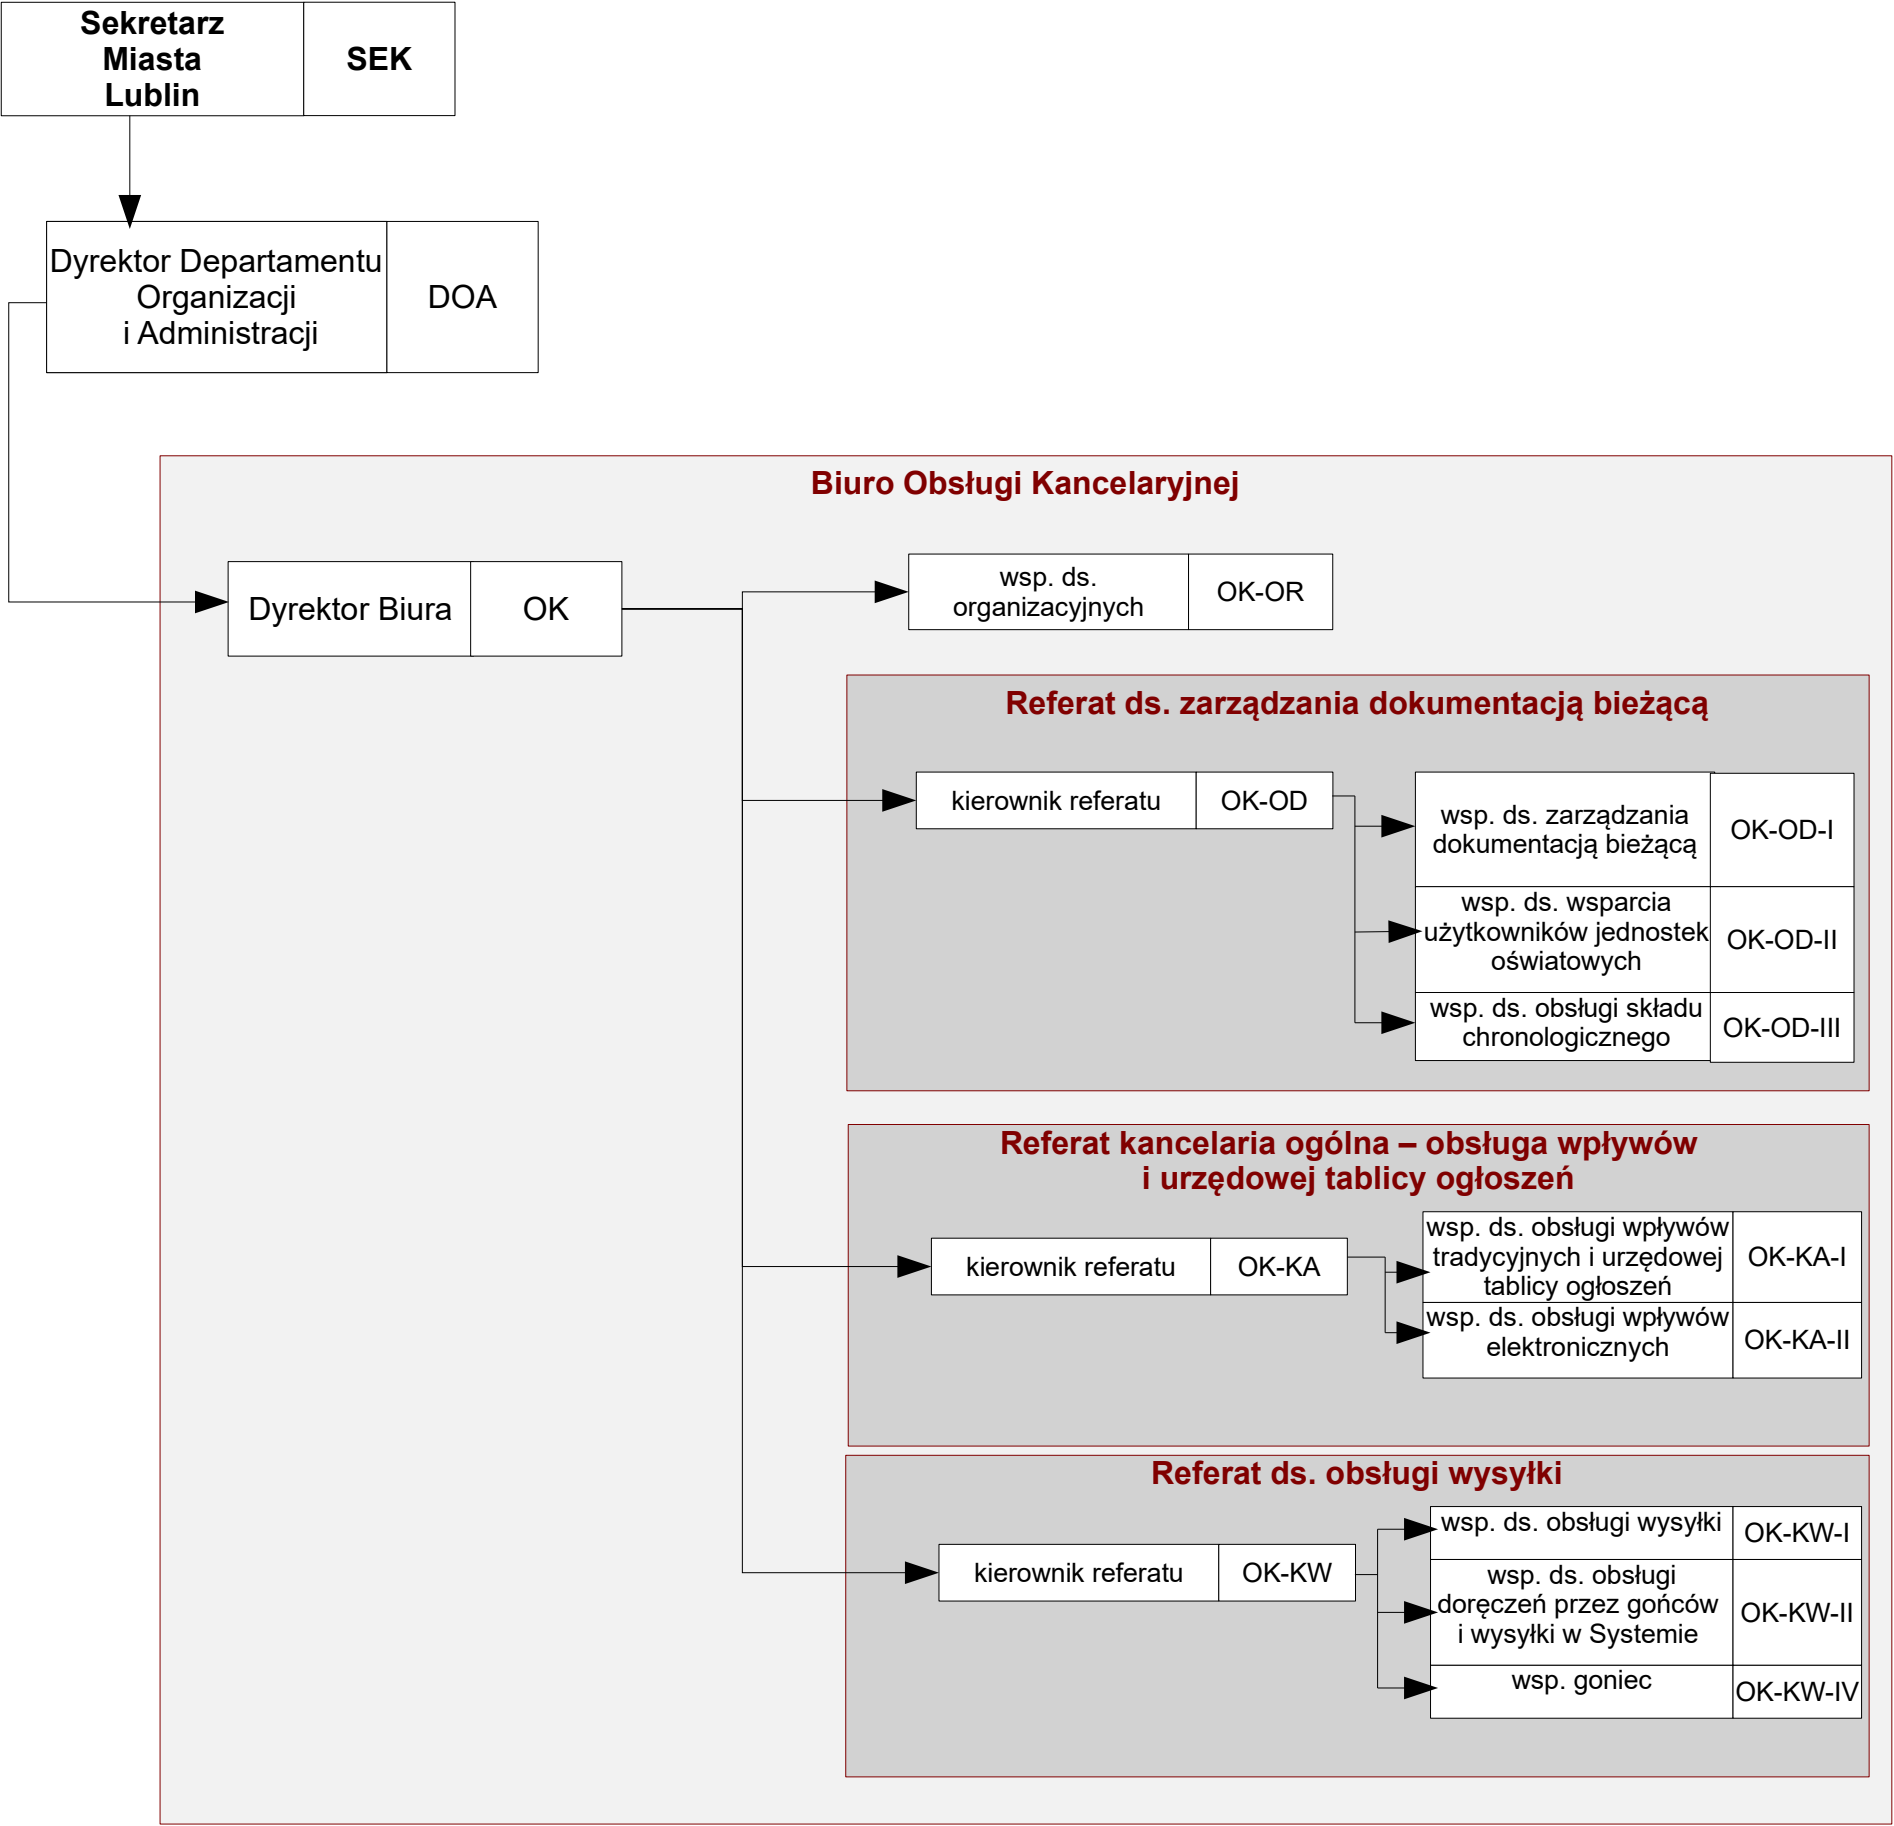 Sekretarz
Miasta
Lublin
SEK
Dyrektor Departamentu
Organizacji
i Administracji
DOA
Biuro Obsługi Kancelaryjnej
Dyrektor Biura
OK
wsp. ds.
organizacyjnych
OK-OR
Referat ds. zarządzania dokumentacją bieżącą
kierownik referatu
OK-OD
wsp. ds. zarządzania
dokumentacją bieżącą
OK-OD-I
wsp. ds. wsparcia
użytkowników jednostek
oświatowych
OK-OD-II
wsp. ds. obsługi składu
chronologicznego
OK-OD-III
Referat kancelaria ogólna – obsługa wpływów
i urzędowej tablicy ogłoszeń
kierownik referatu
OK-KA
wsp. ds. obsługi wpływów
tradycyjnych i urzędowej
tablicy ogłoszeń
OK-KA-I
wsp. ds. obsługi wpływów
elektronicznych
OK-KA-II
Referat ds. obsługi wysyłki
kierownik referatu
OK-KW
wsp. ds. obsługi wysyłki
OK-KW-I
wsp. ds. obsługi
doręczeń przez gońców
i wysyłki w Systemie
OK-KW-II
wsp. goniec
OK-KW-IV